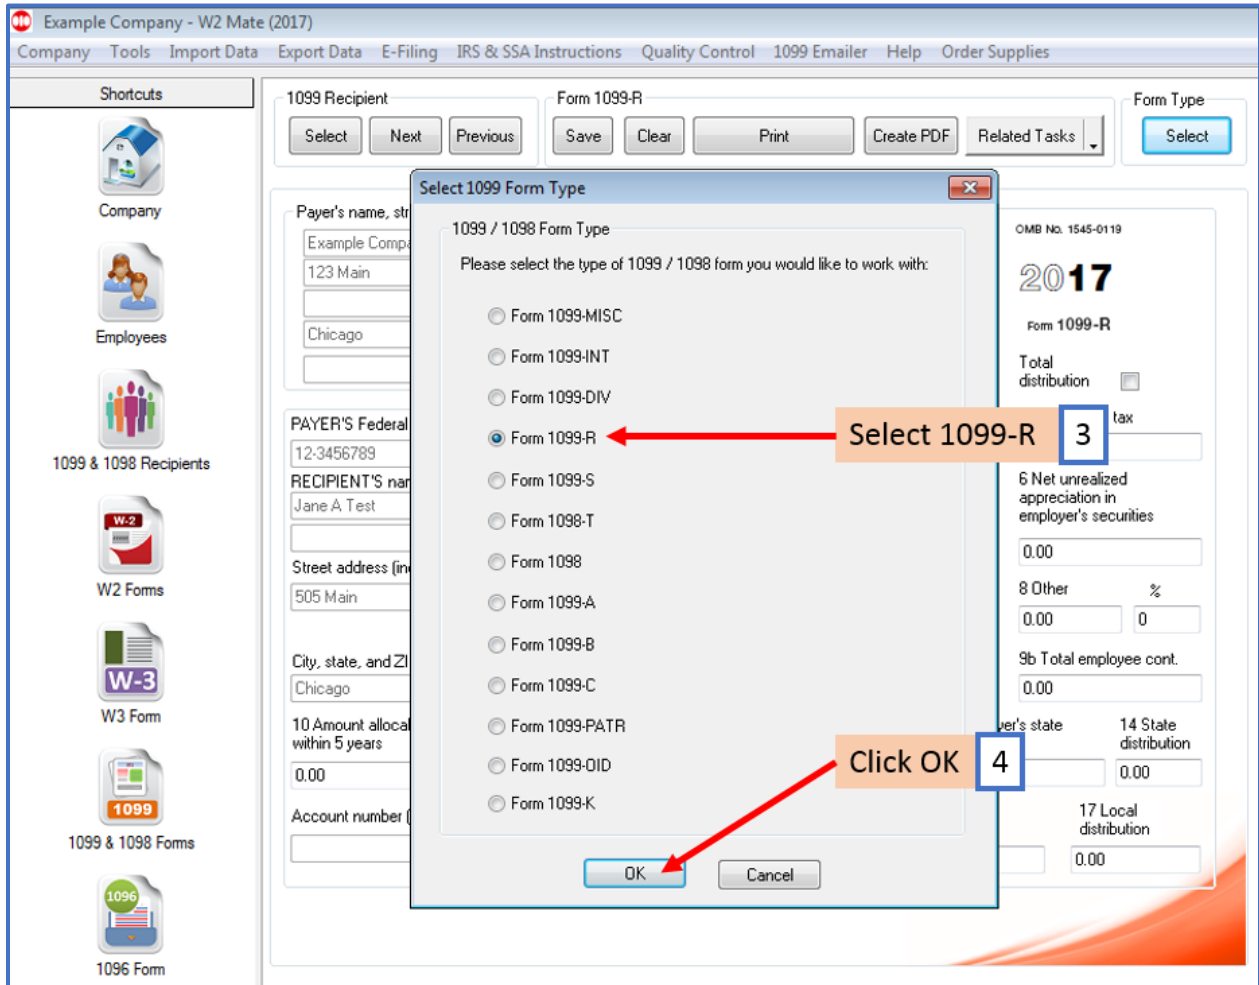 Example Company - W2 Mate (2017)
Company Tools Import Data Export Data E-Filing IRS & SSA Instructions Quality Control 1099 Emailer Help Order Supplies
Shortcuts
Company
Employees
1099 & 1098 Recipients
W-2
W2 Forms
W-3
W3 Form
1099
1099 & 1098 Forms
1096
1096 Form
1099 Recipient
Select Next Previous
Form 1099-R
Save Clear Print Create PDF Related Tasks
Form Type
Select
Payer's name, str
Example Compa
123 Main
Chicago
PAYER'S Federal
12-3456789
RECIPIENT'S nar
Jane A Test
Street address (in
505 Main
City, state, and ZI
Chicago
10 Amount alloca
within 5 years
0.00
Account number (
Select 1099 Form Type
1099 / 1098 Form Type
Please select the type of 1099 / 1098 form you would like to work with:
Form 1099-MISC
Form 1099-INT
Form 1099-DIV
Form 1099-R
Form 1099-S
Form 1098-T
Form 1098
Form 1099-A
Form 1099-B
Form 1099-C
Form 1099-PATR
Form 1099-OID
Form 1099-K
OK Cancel
Select 1099-R 3
Click OK 4
OMB No. 1545-0119
2017
Form 1099-R
Total
distribution
tax
6 Net unrealized
appreciation in
employer's securities
0.00
8 Other %
0.00 0
9b Total employee cont.
0.00
yer's state
14 State
distribution
0.00
17 Local
distribution
0.00